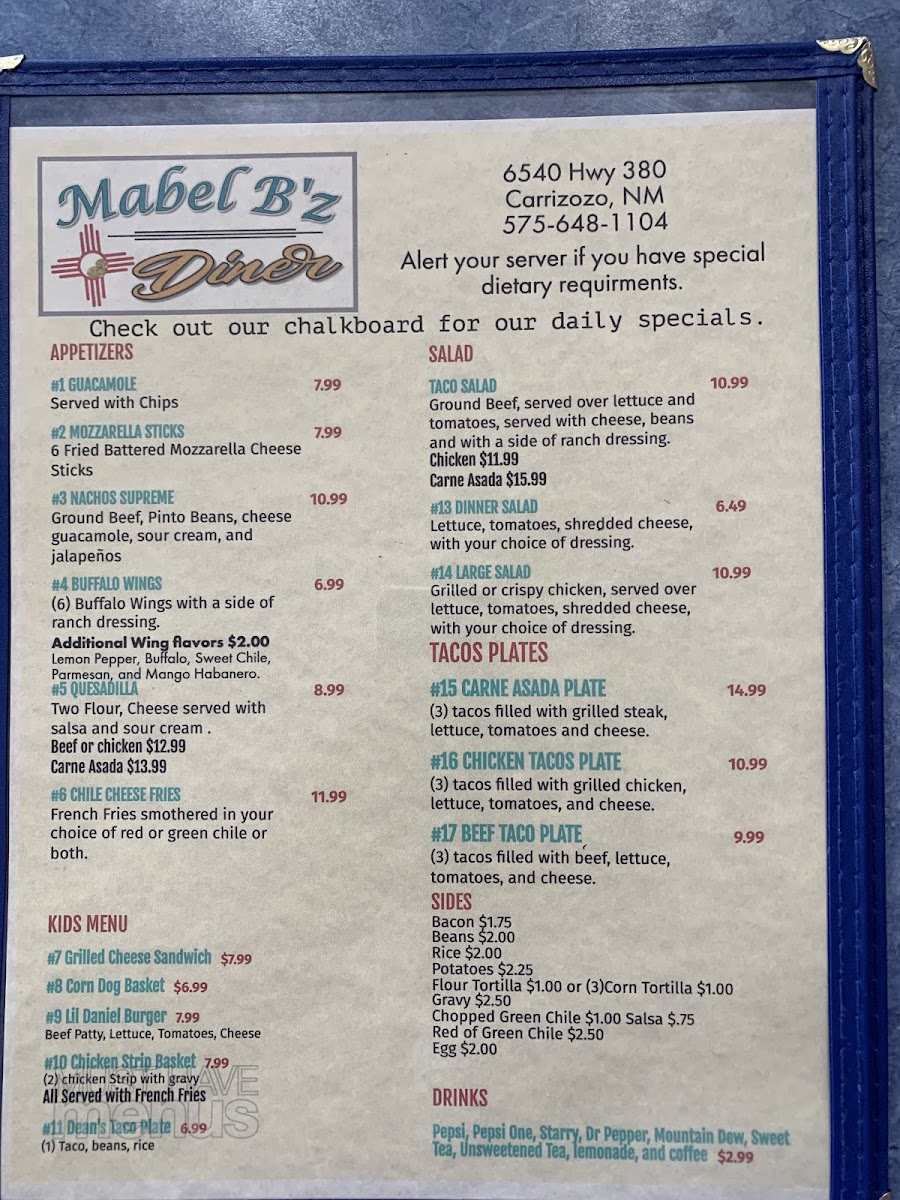 Mabel B'z
Diner
6540 Hwy 380
Carrizozo, NM
575-648-1104
Alert your server if you have special
dietary requirments.
Check out our chalkboard for our daily specials.
APPETIZERS
#1 GUACAMOLE 7.99
Served with Chips
#2 MOZZARELLA STICKS 7.99
6 Fried Battered Mozzarella Cheese
Sticks
#3 NACHOS SUPREME 10.99
Ground Beef, Pinto Beans, cheese
guacamole, sour cream, and
jalapeños
#4 BUFFALO WINGS 6.99
(6) Buffalo Wings with a side of
ranch dressing.
Additional Wing flavors $2.00
Lemon Pepper, Buffalo, Sweet Chile,
Parmesan, and Mango Habanero.
#5 QUESADILLA 8.99
Two Flour, Cheese served with
salsa and sour cream .
Beef or chicken $12.99
Carne Asada $13.99
#6 CHILE CHEESE FRIES 11.99
French Fries smothered in your
choice of red or green chile or
both.
KIDS MENU
#7 Grilled Cheese Sandwich $7.99
#8 Corn Dog Basket $6.99
#9 Lil Daniel Burger 7.99
Beef Patty, Lettuce, Tomatoes, Cheese
#10 Chicken Strip Basket 7.99
(2) chicken Strip with gravy
All Served with French Fries
#11 Dean's Taco Plate 6.99
(1) Taco, beans, rice
MUST HAVE
menus
SALAD
TACO SALAD 10.99
Ground Beef, served over lettuce and
tomatoes, served with cheese, beans
and with a side of ranch dressing.
Chicken $11.99
Carne Asada $15.99
#13 DINNER SALAD 6.49
Lettuce, tomatoes, shredded cheese,
with your choice of dressing.
#14 LARGE SALAD 10.99
Grilled or crispy chicken, served over
lettuce, tomatoes, shredded cheese,
with your choice of dressing.
TACOS PLATES
#15 CARNE ASADA PLATE 14.99
(3) tacos filled with grilled steak,
lettuce, tomatoes and cheese.
#16 CHICKEN TACOS PLATE 10.99
(3) tacos filled with grilled chicken,
lettuce, tomatoes, and cheese.
#17 BEEF TACO PLATE 9.99
(3) tacos filled with beef, lettuce,
tomatoes, and cheese.
SIDES
Bacon $1.75
Beans $2.00
Rice $2.00
Potatoes $2.25
Flour Tortilla $1.00 or (3)Corn Tortilla $1.00
Gravy $2.50
Chopped Green Chile $1.00 Salsa $.75
Red of Green Chile $2.50
Egg $2.00
DRINKS
Pepsi, Pepsi One, Starry, Dr Pepper, Mountain Dew, Sweet
Tea, Unsweetened Tea, lemonade, and coffee $2.99